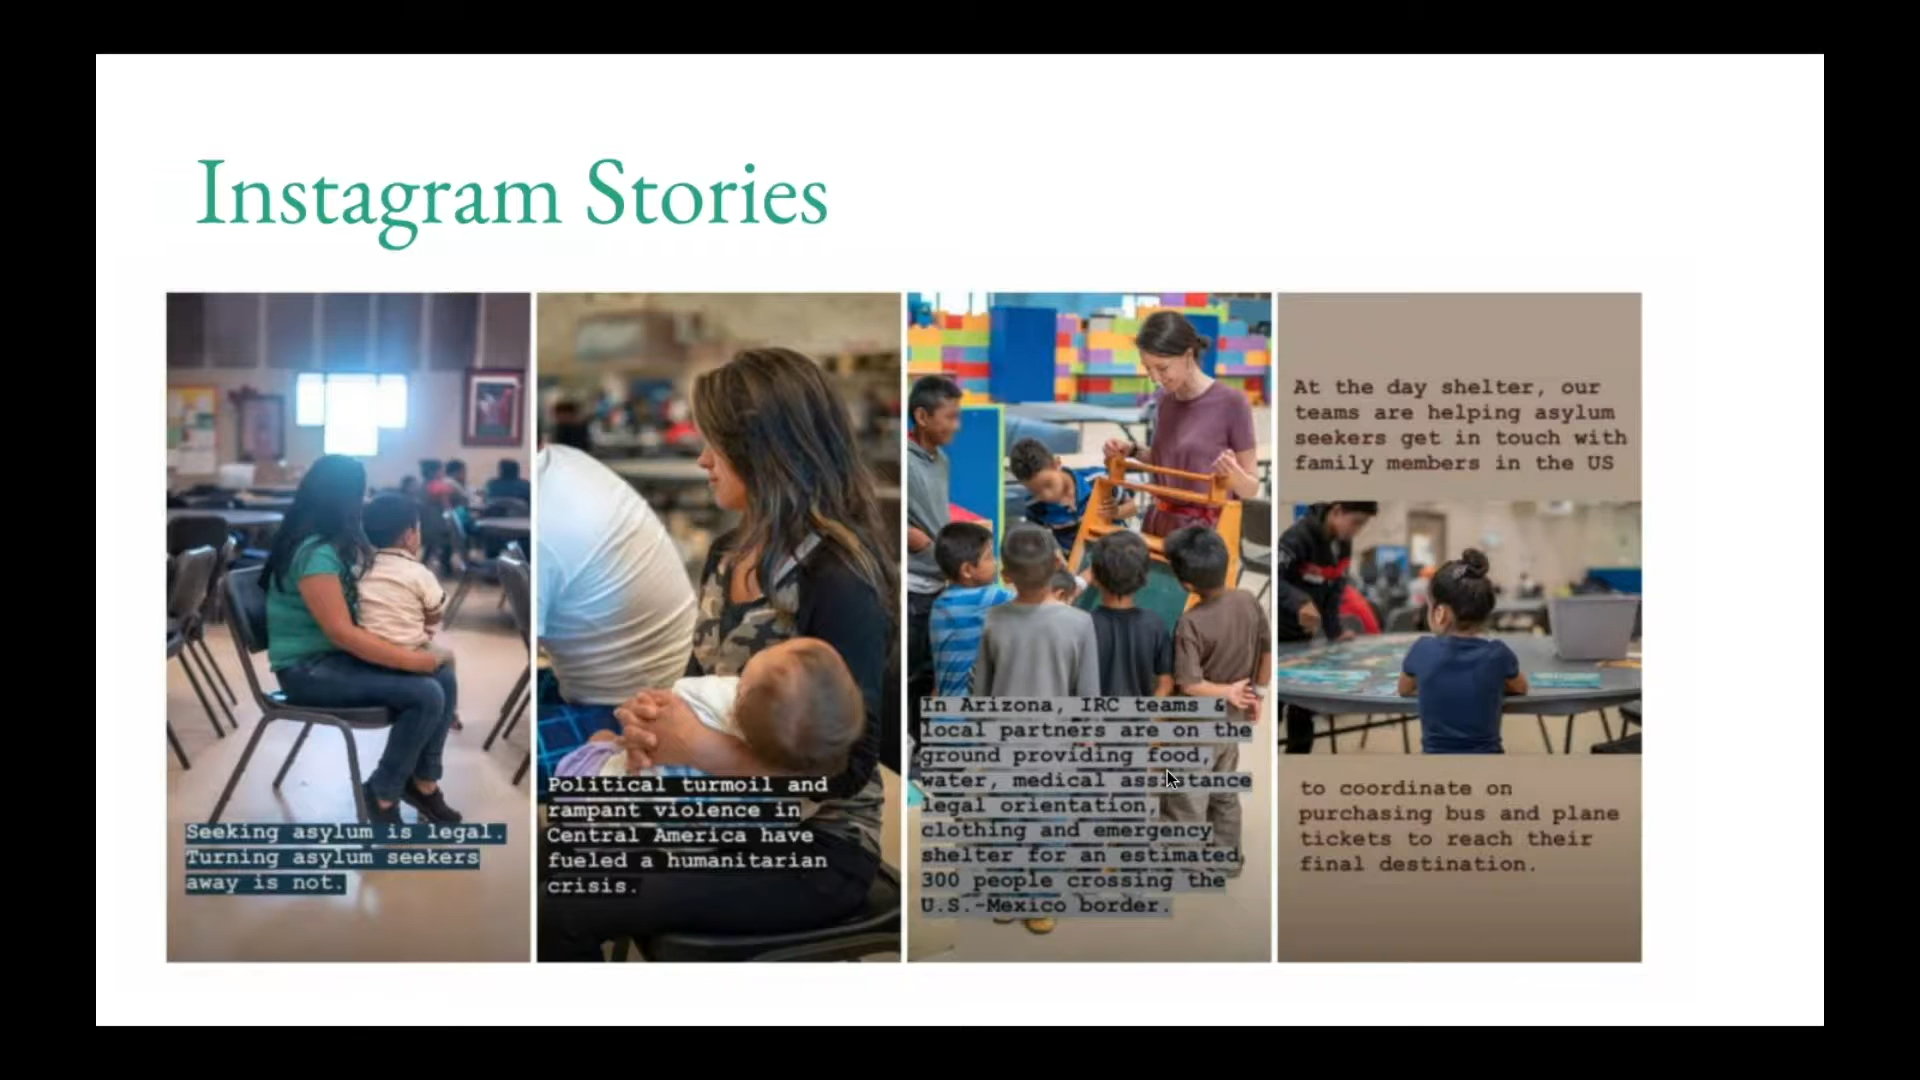 Instagram Stories
Seeking asylum is legal.
Turning asylum seekers
away is not.
Political turmoil and
rampant violence in
Central America have
fueled a humanitarian
crisis.
In Arizona, IRC teams &
local partners are on the
ground providing food,
water, medical assistance
legal orientation,
clothing and emergency
shelter for an estimated
300 people crossing the
U.S.-Mexico border.
At the day shelter, our
teams are helping asylum
seekers get in touch with
family members in the US
to coordinate on
purchasing bus and plane
tickets to reach their
final destination.